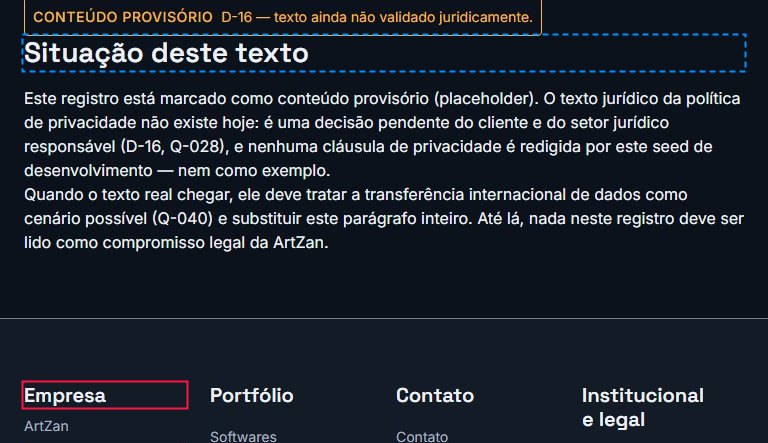 CONTEÚDO PROVISÓRIO D-16 — texto ainda não validado juridicamente.
Situação deste texto
Este registro está marcado como conteúdo provisório (placeholder). O texto jurídico da política
de privacidade não existe hoje: é uma decisão pendente do cliente e do setor jurídico
responsável (D-16, Q-028), e nenhuma cláusula de privacidade é redigida por este seed de
desenvolvimento — nem como exemplo.
Quando o texto real chegar, ele deve tratar a transferência internacional de dados como
cenário possível (Q-040) e substituir este parágrafo inteiro. Até lá, nada neste registro deve ser
lido como compromisso legal da ArtZan.
Empresa
ArtZan
Portfólio
Softwares
Contato
Contato
Institucional
e legal